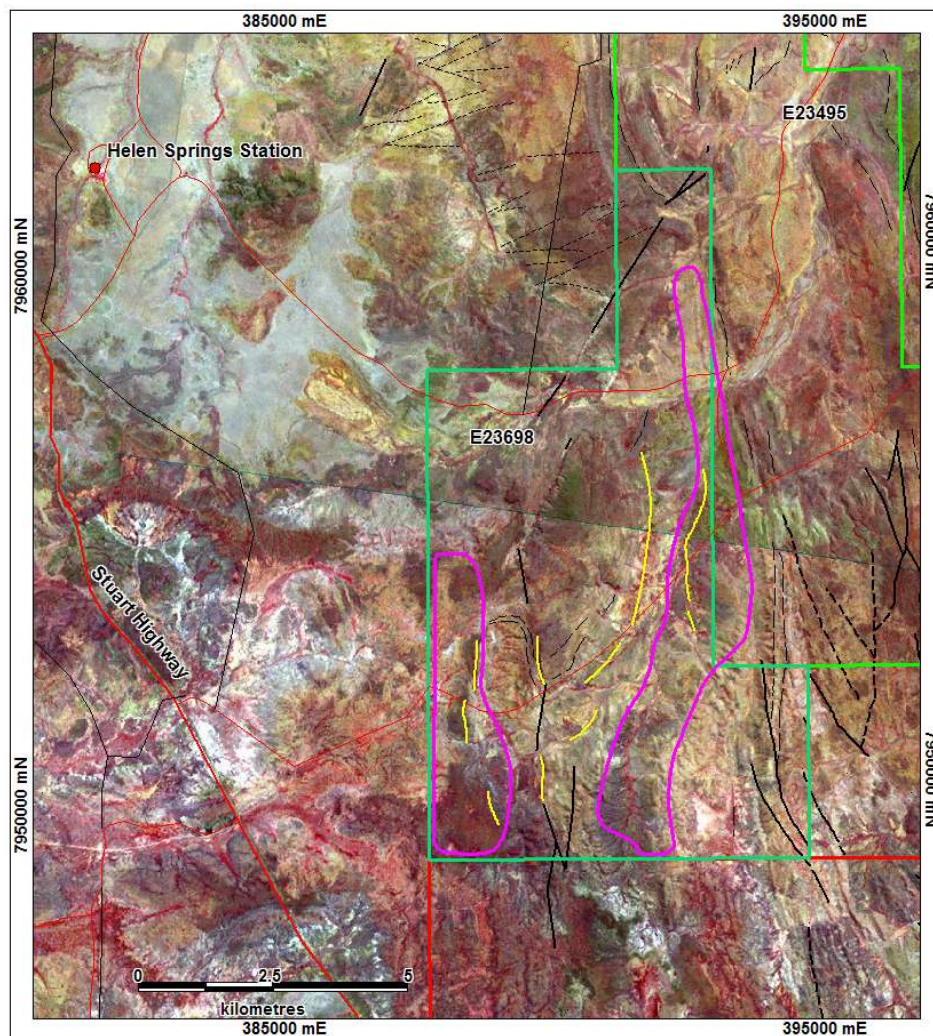 385000 mE
395000 mE
E23495
Helen Springs Station
7960000 mN
7960000 mN
E23698
Stuart Highway
7950000 mN
7950000 mN
0
2.5
5
kilometres
385000 mE
395000 mE